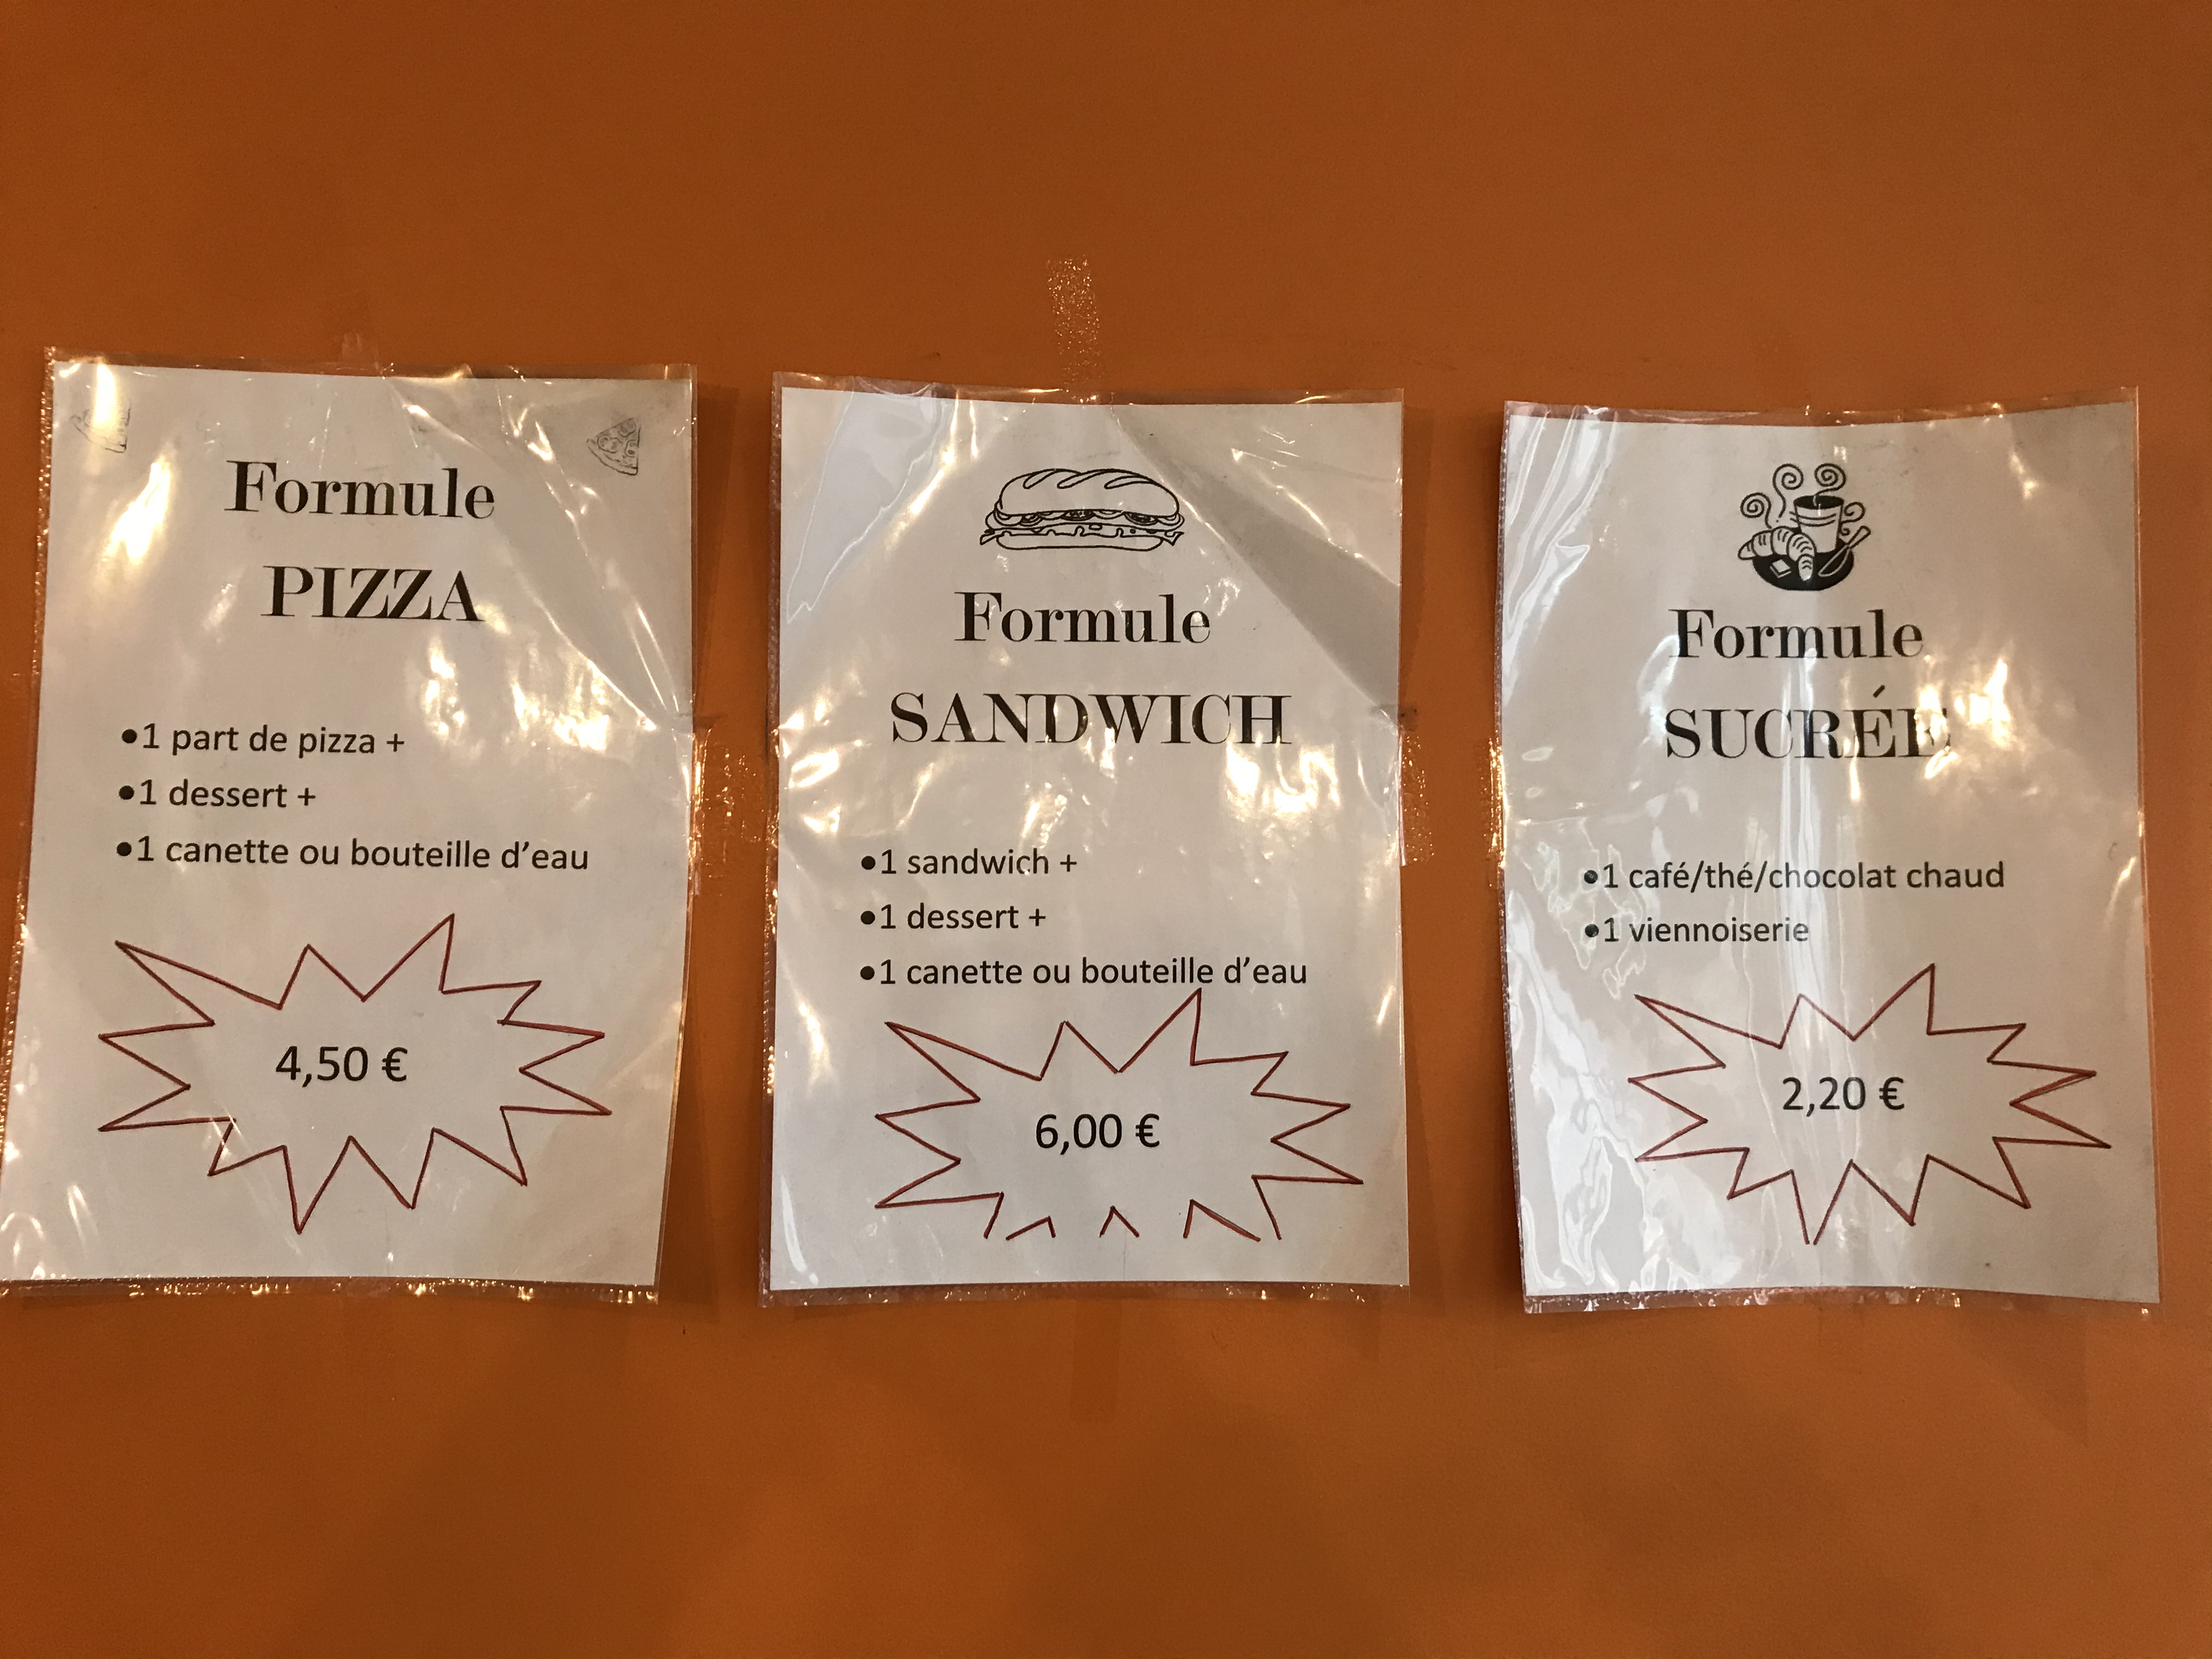 Formule
PIZZA
•1 part de pizza +
•1 dessert +
•1 canette ou bouteille d'eau
4,50 €
Formule
SANDWICH
•1 sandwich +
•1 dessert +
•1 canette ou bouteille d'eau
6,00 €
Formule
SUCRÉE
•1 café/thé/chocolat chaud
•1 viennoiserie
2,20 €